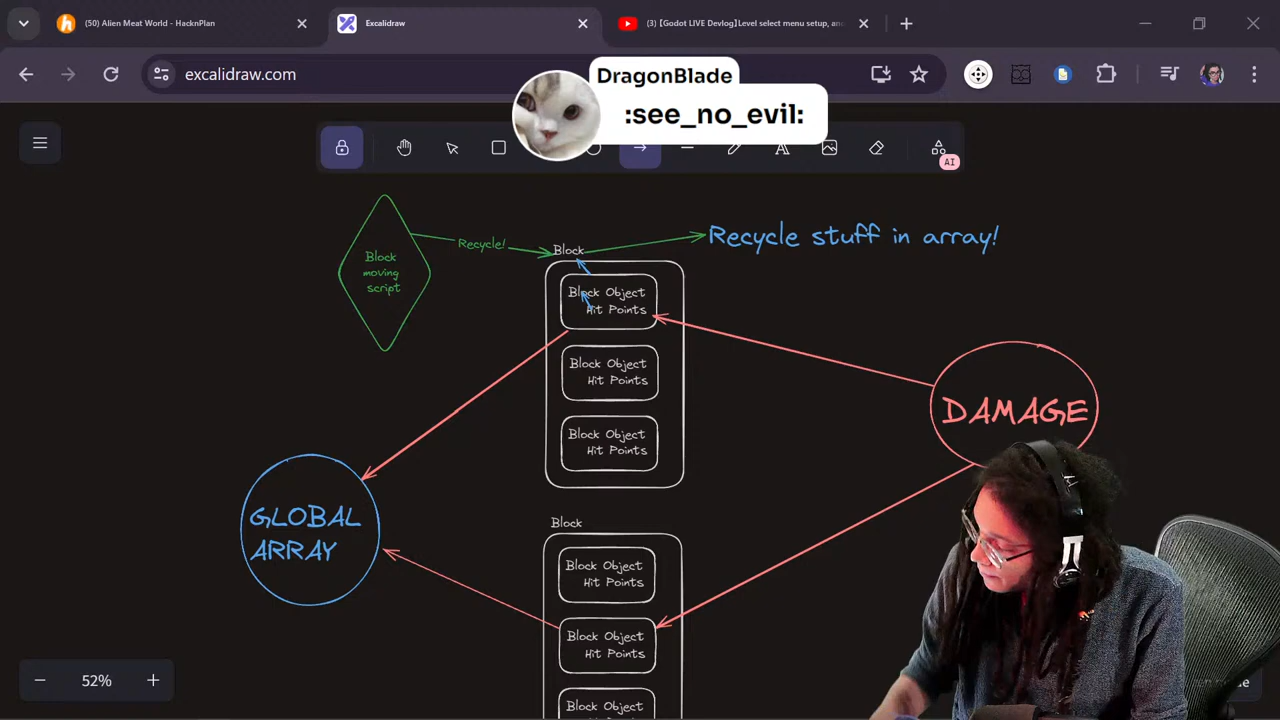 (50) Alien Meat World - HacknPlan
Excalidraw
(3) 【Godot LIVE Devlog】Level select menu setup, an
excalidraw.com
DragonBlade
:see_no_evil:
A
AI
Recycle!
Block
Recycle stuff in array!
Block
moving
script
Block Object
Hit Points
Block Object
Hit Points
DAMAGE
Block Object
Hit Points
GLOBAL
ARRAY
Block
Block Object
Hit Points
Block Object
Hit Points
52%
Block Object